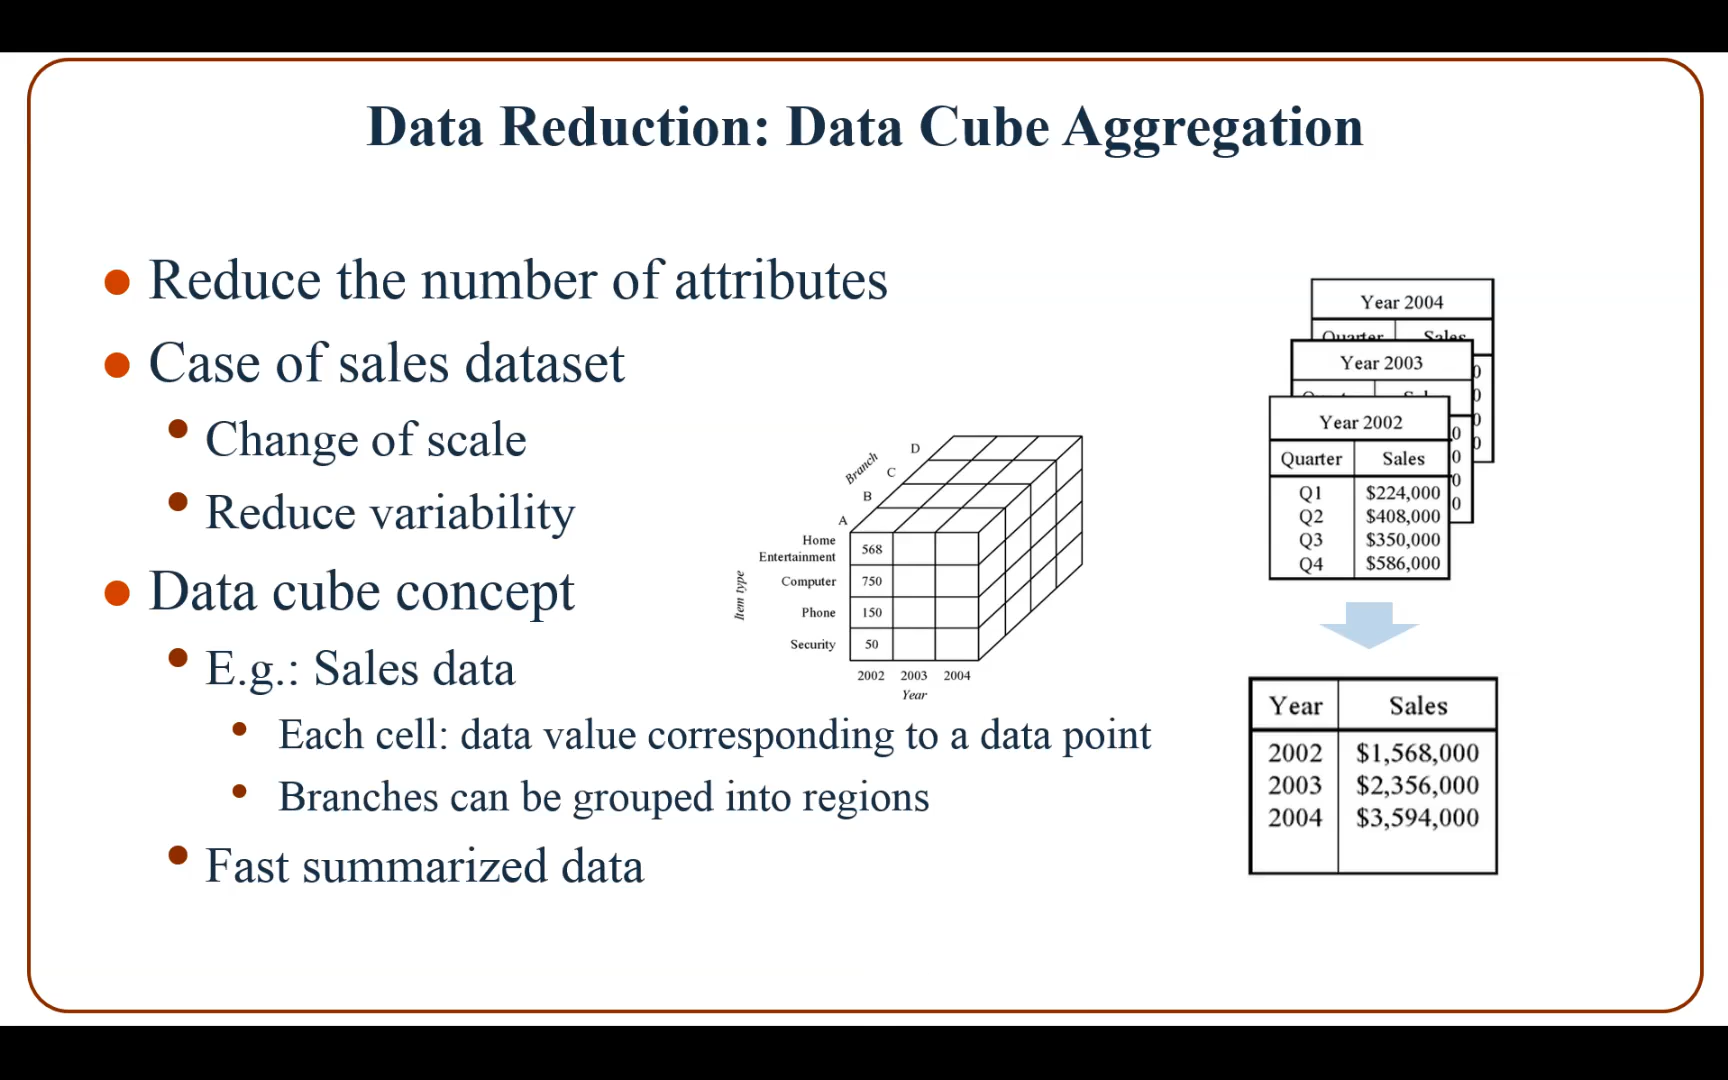 Data Reduction: Data Cube Aggregation
Reduce the number of attributes
Case of sales dataset
Change of scale
Reduce variability
Data cube concept
E.g.: Sales data
Each cell: data value corresponding to a data point
Branches can be grouped into regions
Fast summarized data
Branch
D
C
B
A
Item type
Home
Entertainment
568
Computer
750
Phone
150
Security
50
2002 2003 2004
Year
Year 2004
Quarter Sales
Year 2003
Year 2002
Quarter Sales
Q1 $224,000
Q2 $408,000
Q3 $350,000
Q4 $586,000
Year Sales
2002 $1,568,000
2003 $2,356,000
2004 $3,594,000